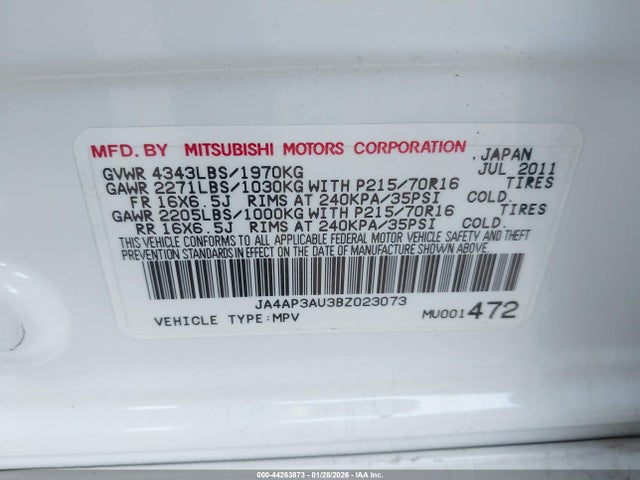 MFD. BY MITSUBISHI MOTORS CORPORATION , JAPAN
GVWR 4343LBS/1970KG JUL 2011
GAWR 2271LBS/1030KG WITH P215/70R16 TIRES
FR 16X6.5J RIMS AT 240KPA/35PSI COLD.
GAWR 2205LBS/1000KG WITH P215/70R16 TIRES
RR 16X6.5J RIMS AT 240KPA/35PSI COLD.
THIS VEHICLE CONFORMS TO ALL APPLICABLE FEDERAL MOTOR VEHICLE SAFETY AND THEFT
PREVENTION STANDARDS IN EFFECT ON THE DATE OF MANUFACTURE SHOWN ABOVE.
JA4AP3AU3BZ023073
VEHICLE TYPE:MPV MU001472
000-44263873 | 01/28/2026 - IAA Inc.